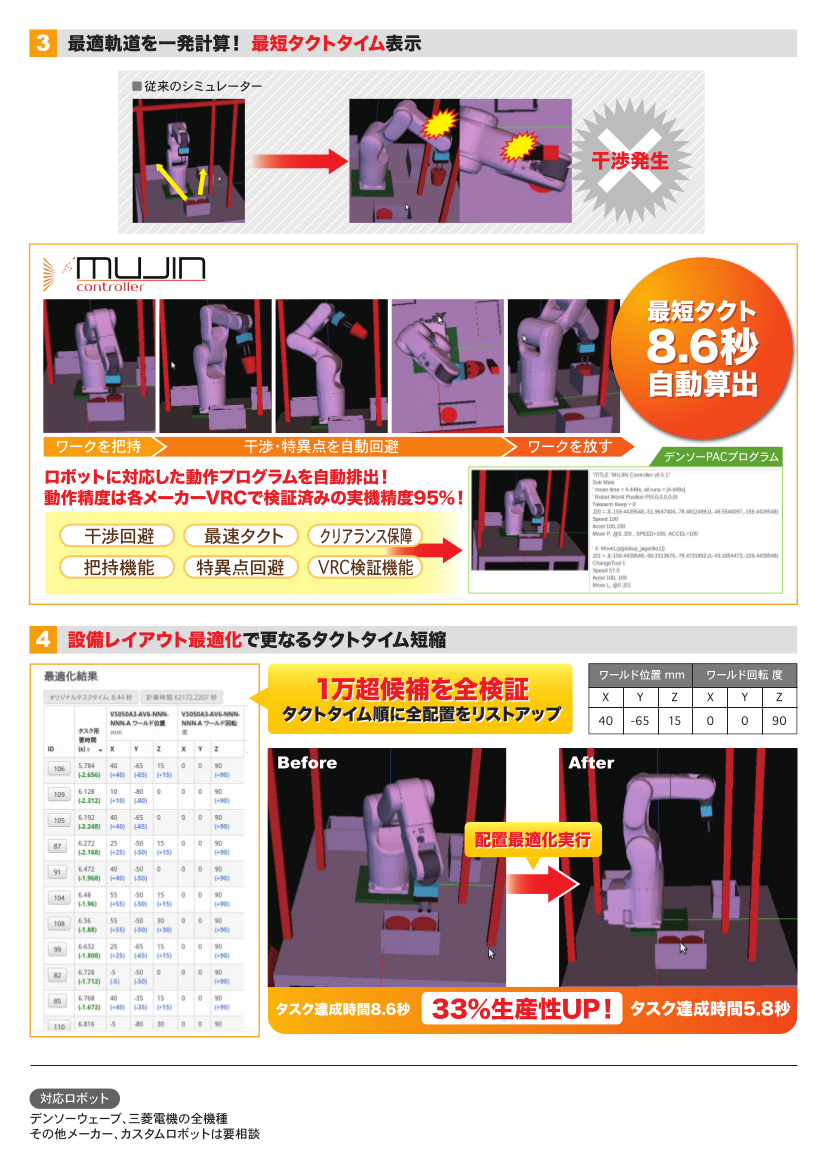 3 最適軌道を一発計算！ 最短タクトタイム表示
■従来のシミュレーター
干渉発生
MUJIN
controller
最短タクト
8.6秒
自動算出
ワークを把持
干渉・特異点を自動回避
ワークを放す
デンソーPACプログラム
ロボットに対応した動作プログラムを自動排出！
動作精度は各メーカーVRCで検証済みの実機精度95%！
干渉回避 最速タクト クリアランス保障
把持機能 特異点回避 VRC検証機能
'!TITLE "MUJIN Controller v0.5.1"
Sub Main
' mean time = 4.448s, all runs = [4.448s]
' Robot World Position P(0,0,0,0,0,0)
Takearm Keep = 0
Speed 100
Accel 100,100
Move P, @E J20 , SPEED=100, ACCEL=100
ChangeTool 1
Speed 57.0
Accel 100, 100
Move L, @0 J21
4 設備レイアウト最適化で更なるタクトタイム短縮
最適化結果
オリジナルタスクタイム: 8.44 秒 計算時間 62172.2207 秒
ID タスク所要時間 (s) VS050A3-AV6-NNN-NNN-A ワールド位置 mm VS050A3-AV6-NNN-NNN-A ワールド回転 度
X Y Z X Y Z
106 5.784 40 -65 15 0 0 90
(-2.656) (+40) (-65) (+15) (+90)
109 6.128 10 -80 0 0 0 90
(-2.312) (+10) (-80) (+90)
105 6.192 40 -65 0 0 0 90
(-2.248) (+40) (-65) (+90)
87 6.272 25 -50 15 0 0 90
(-2.168) (+25) (-50) (+15) (+90)
91 6.472 40 -50 0 0 0 90
(-1.968) (+40) (-50) (+90)
104 6.48 55 -50 15 0 0 90
(-1.96) (+55) (-50) (+15) (+90)
108 6.56 55 -50 30 0 0 90
(-1.88) (+55) (-50) (+30) (+90)
99 6.632 25 -65 15 0 0 90
(-1.808) (+25) (-65) (+15) (+90)
82 6.728 -5 -50 0 0 0 90
(-1.712) (-5) (-50) (+90)
85 6.768 40 -35 15 0 0 90
(-1.672) (+40) (-35) (+15) (+90)
110 6.816 -5 -80 30 0 0 90
1万超候補を全検証
タクトタイム順に全配置をリストアップ
ワールド位置 mm ワールド回転 度
X Y Z X Y Z
40 -65 15 0 0 90
Before
After
配置最適化実行
タスク達成時間8.6秒 33%生産性UP！ タスク達成時間5.8秒
対応ロボット
デンソーウェーブ、三菱電機の全機種
その他メーカー、カスタムロボットは要相談